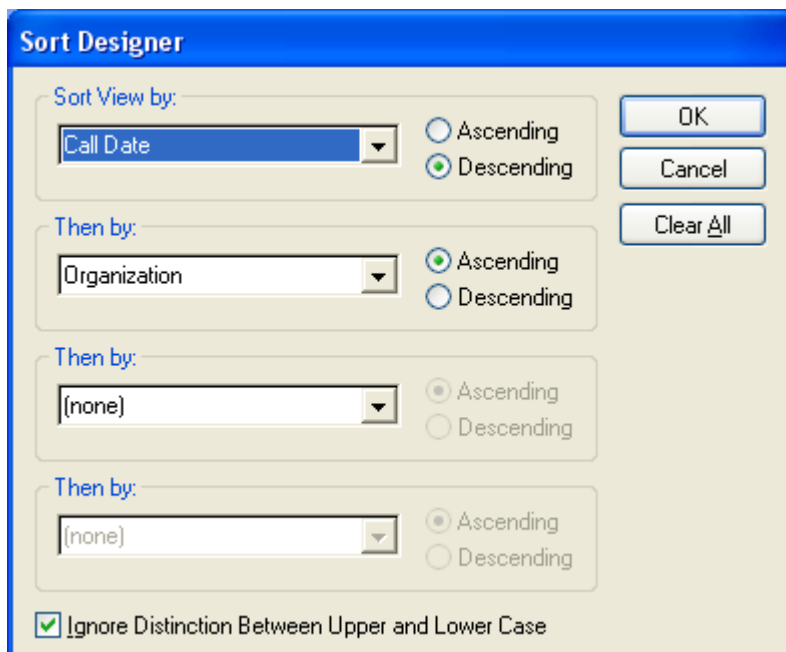 Sort Designer
Sort View by:
Call Date
Ascending
Descending
OK
Cancel
Clear All
Then by:
Organization
Ascending
Descending
Then by:
(none)
Ascending
Descending
Then by:
(none)
Ascending
Descending
Ignore Distinction Between Upper and Lower Case